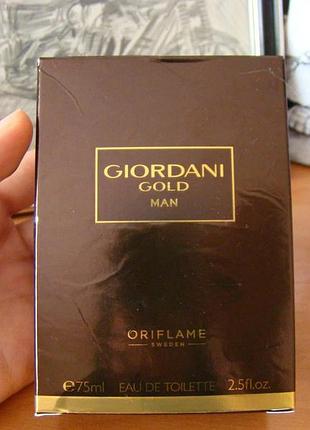 GIORDANI
GOLD
MAN
ORIFLAME
SWEDEN
℮75ml EAU DE TOILETTE 2.5fl.oz.